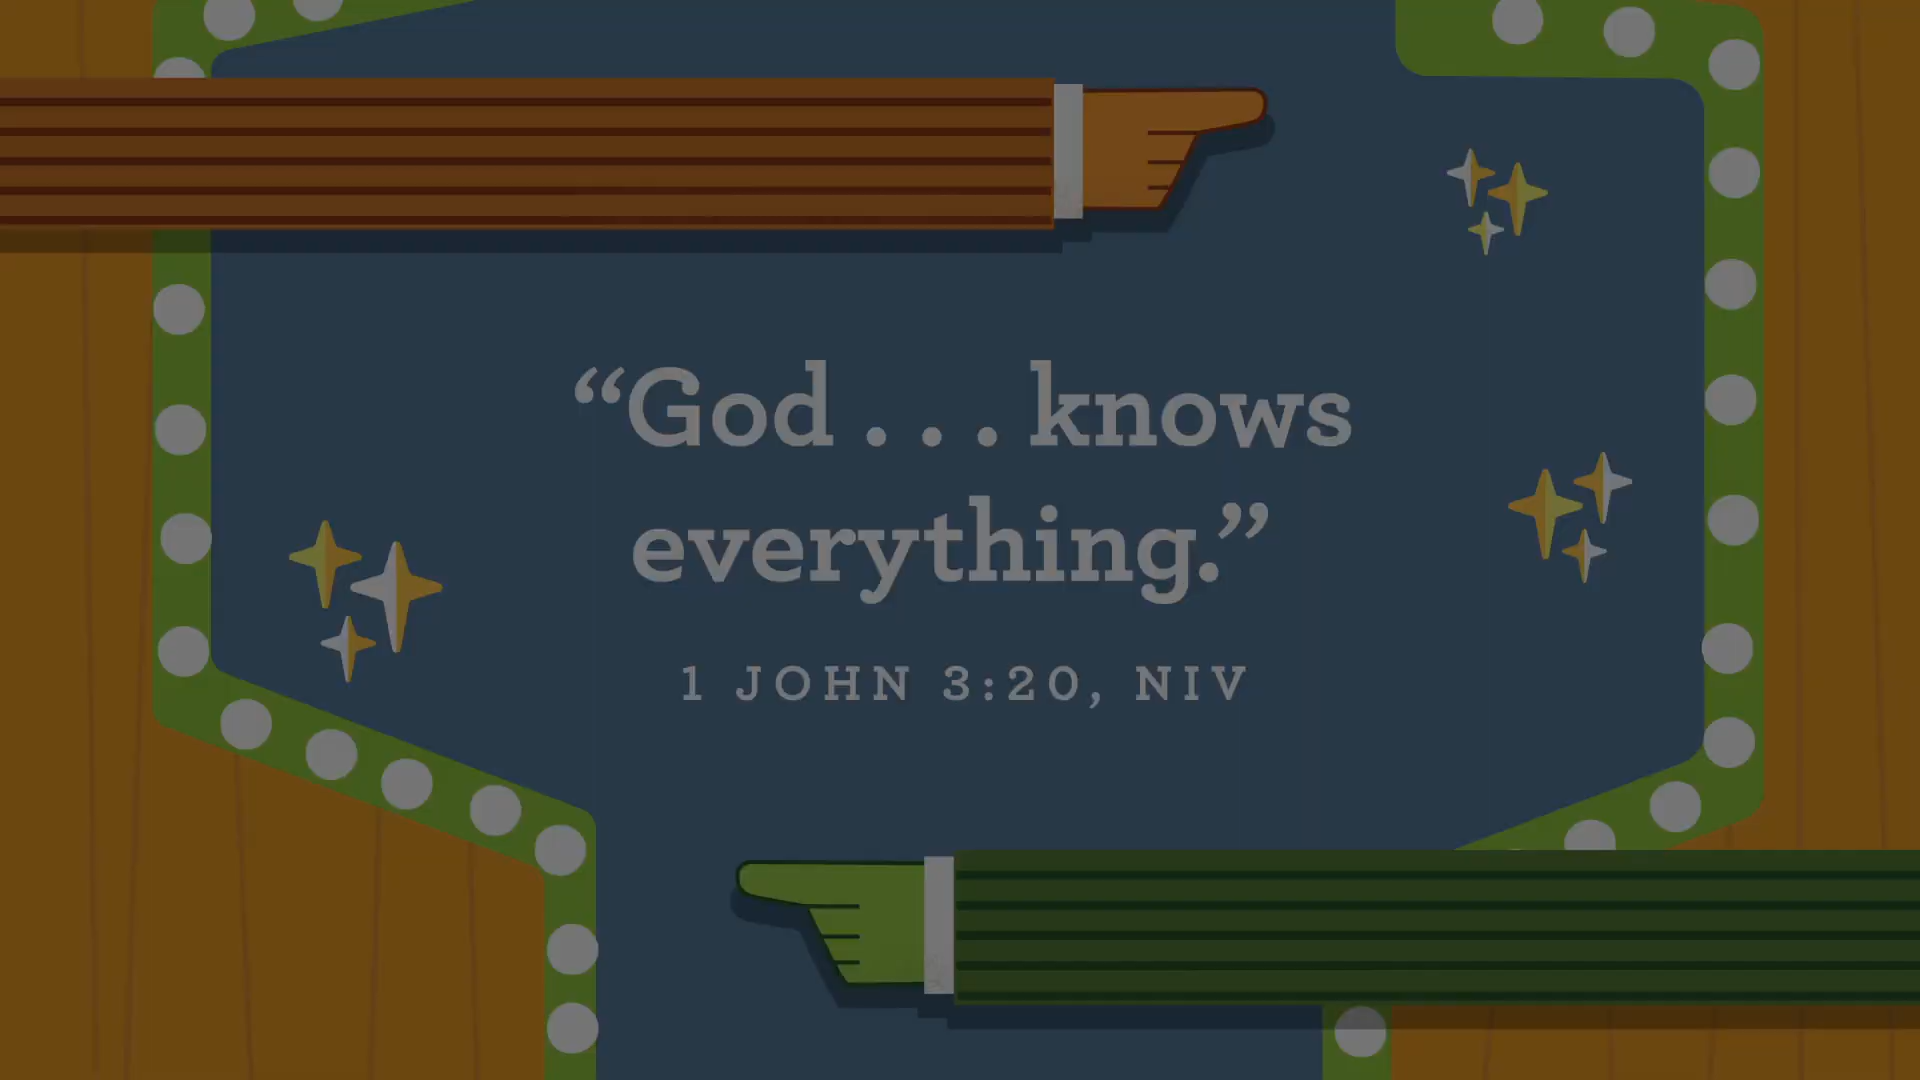 “God . . . knows
everything.”
1 JOHN 3:20, NIV